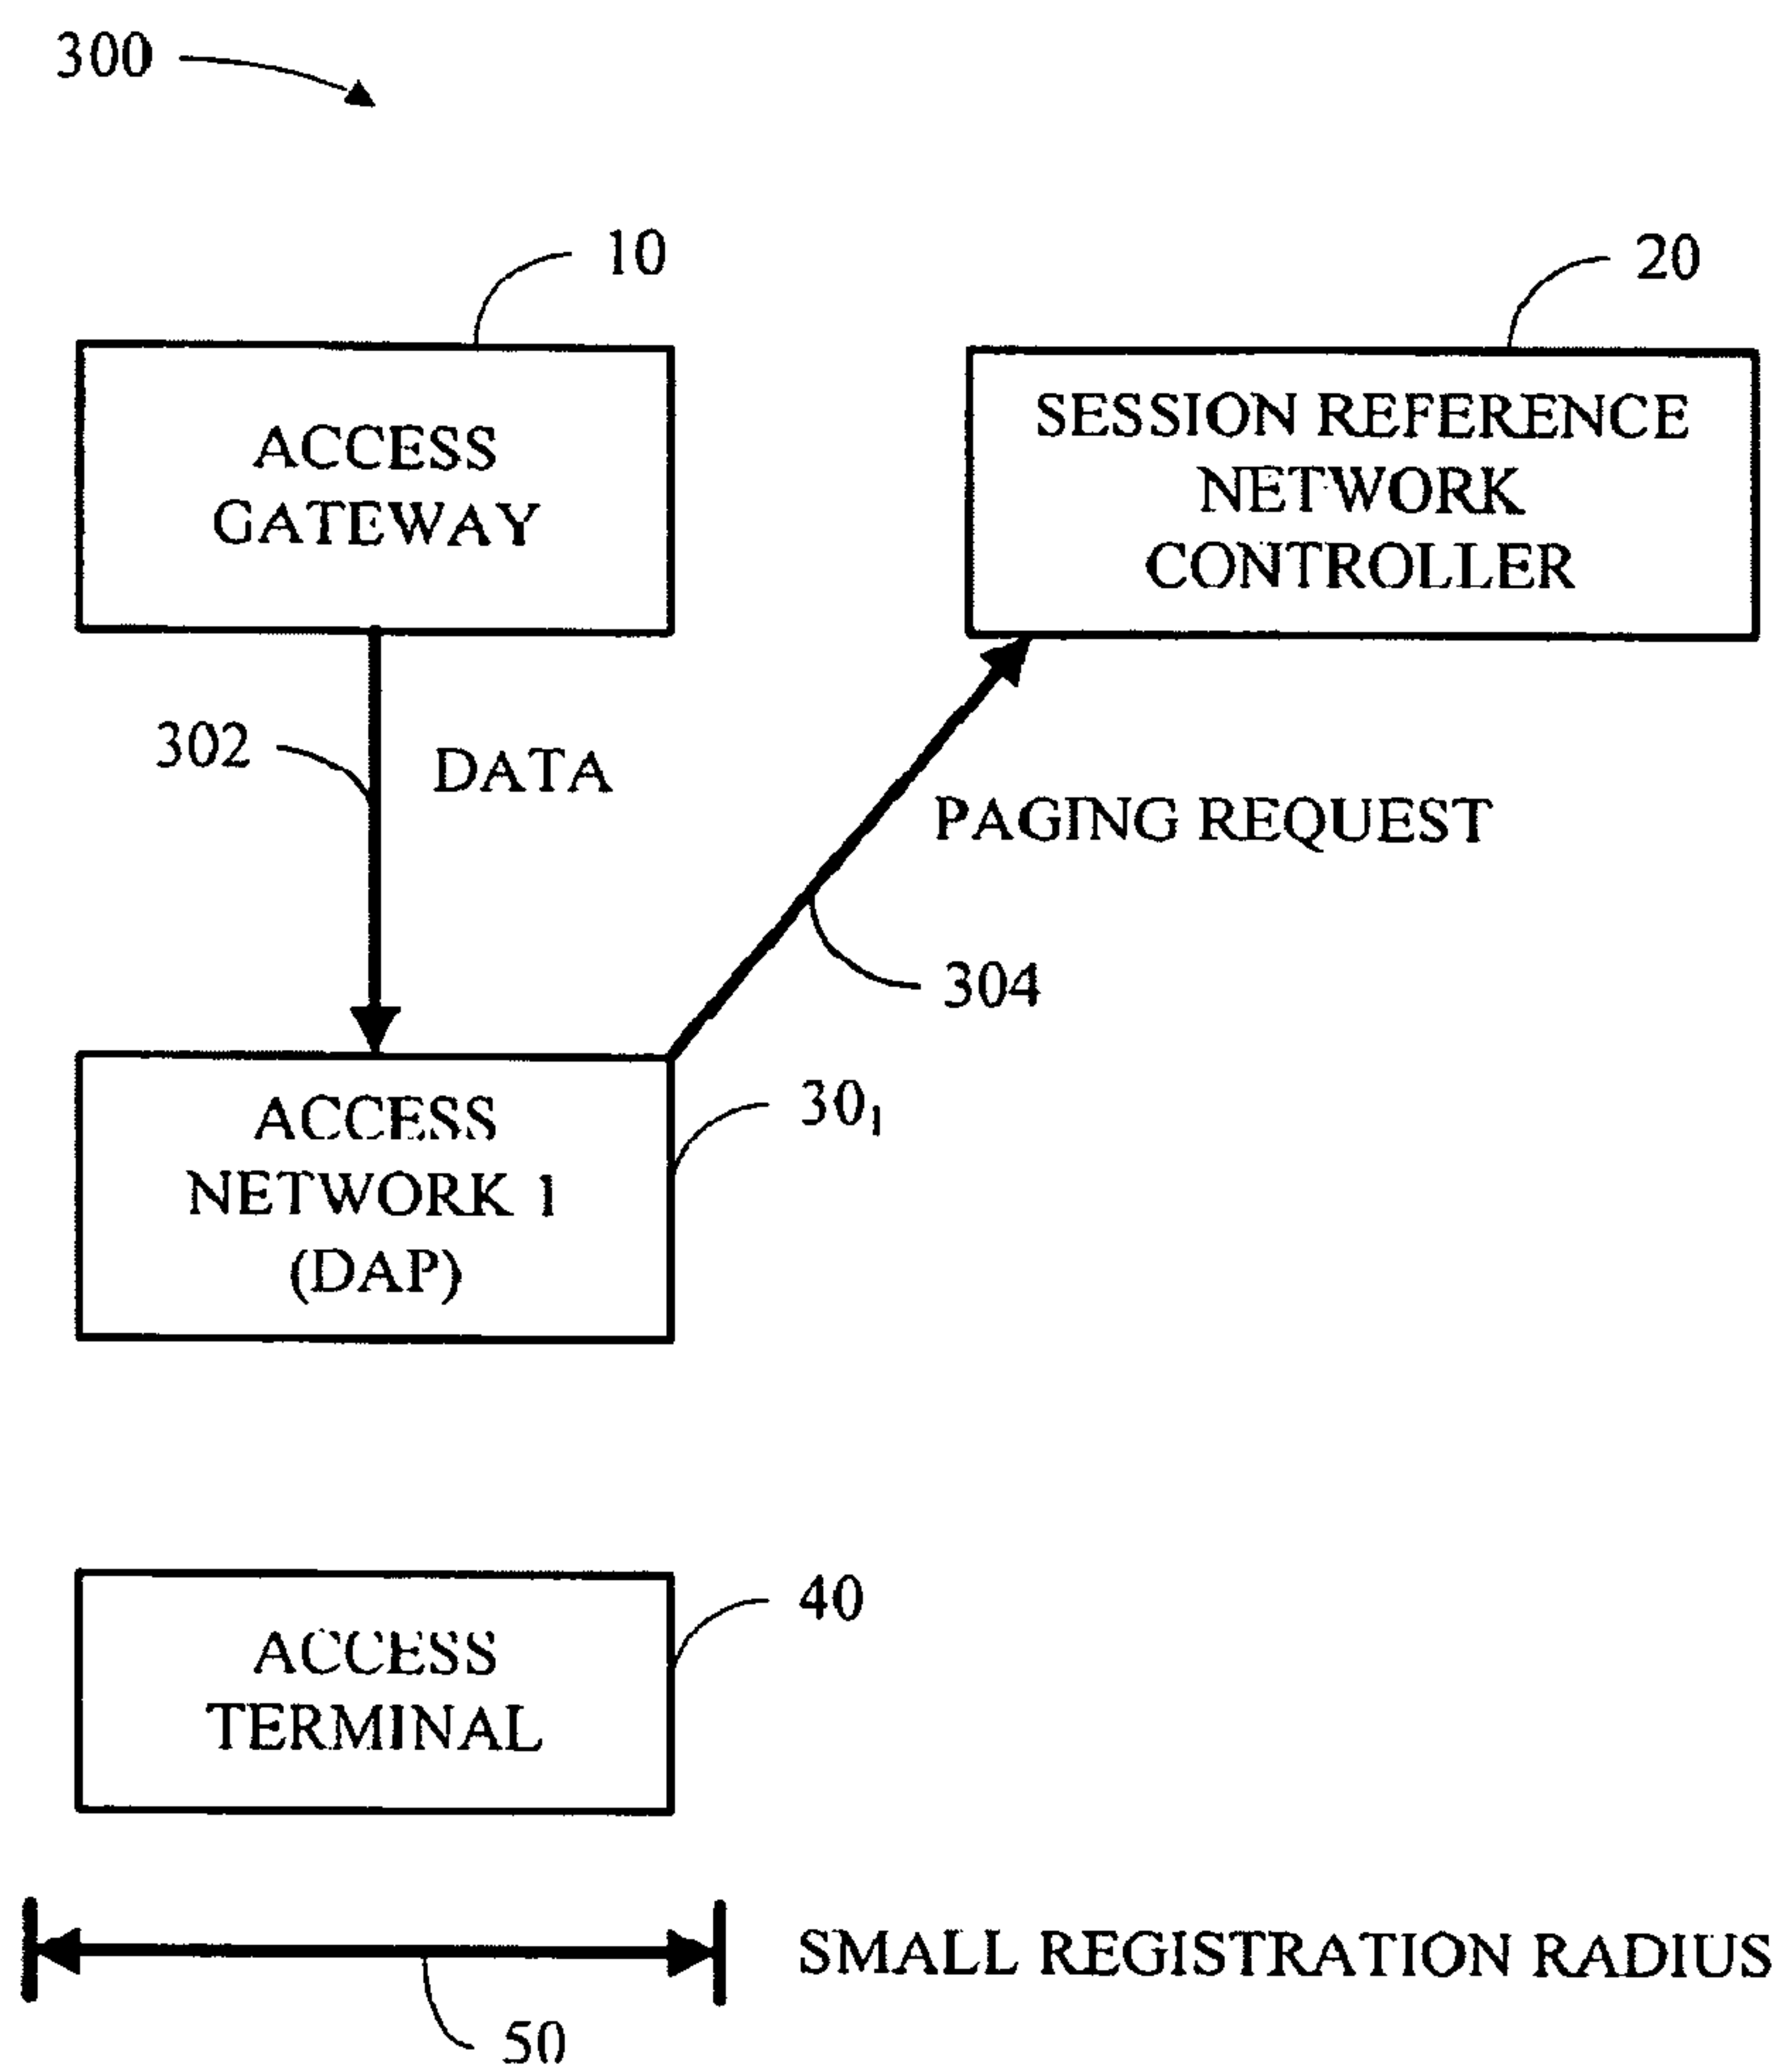 300
10
20
ACCESS
GATEWAY
SESSION REFERENCE
NETWORK
CONTROLLER
302
DATA
PAGING REQUEST
304
ACCESS
NETWORK 1
(DAP)
30₁
ACCESS
TERMINAL
40
SMALL REGISTRATION RADIUS
50